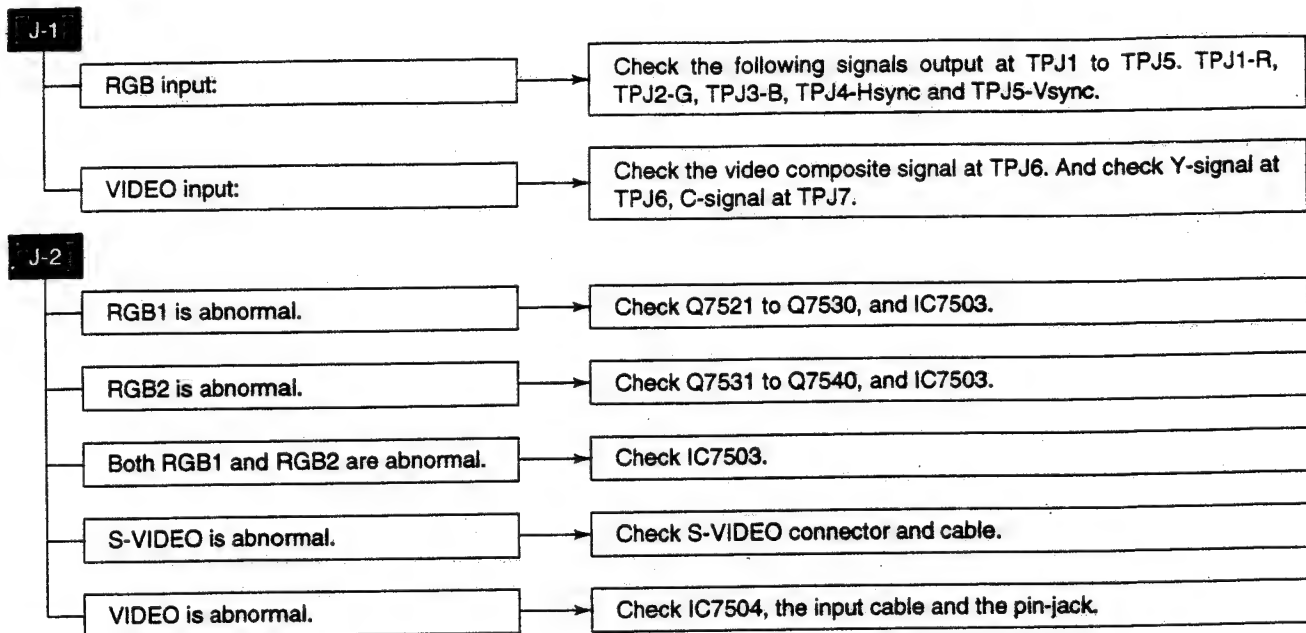 J-1
RGB input:
Check the following signals output at TPJ1 to TPJ5. TPJ1-R,
TPJ2-G, TPJ3-B, TPJ4-Hsync and TPJ5-Vsync.
VIDEO input:
Check the video composite signal at TPJ6. And check Y-signal at
TPJ6, C-signal at TPJ7.
J-2
RGB1 is abnormal.
Check Q7521 to Q7530, and IC7503.
RGB2 is abnormal.
Check Q7531 to Q7540, and IC7503.
Both RGB1 and RGB2 are abnormal.
Check IC7503.
S-VIDEO is abnormal.
Check S-VIDEO connector and cable.
VIDEO is abnormal.
Check IC7504, the input cable and the pin-jack.